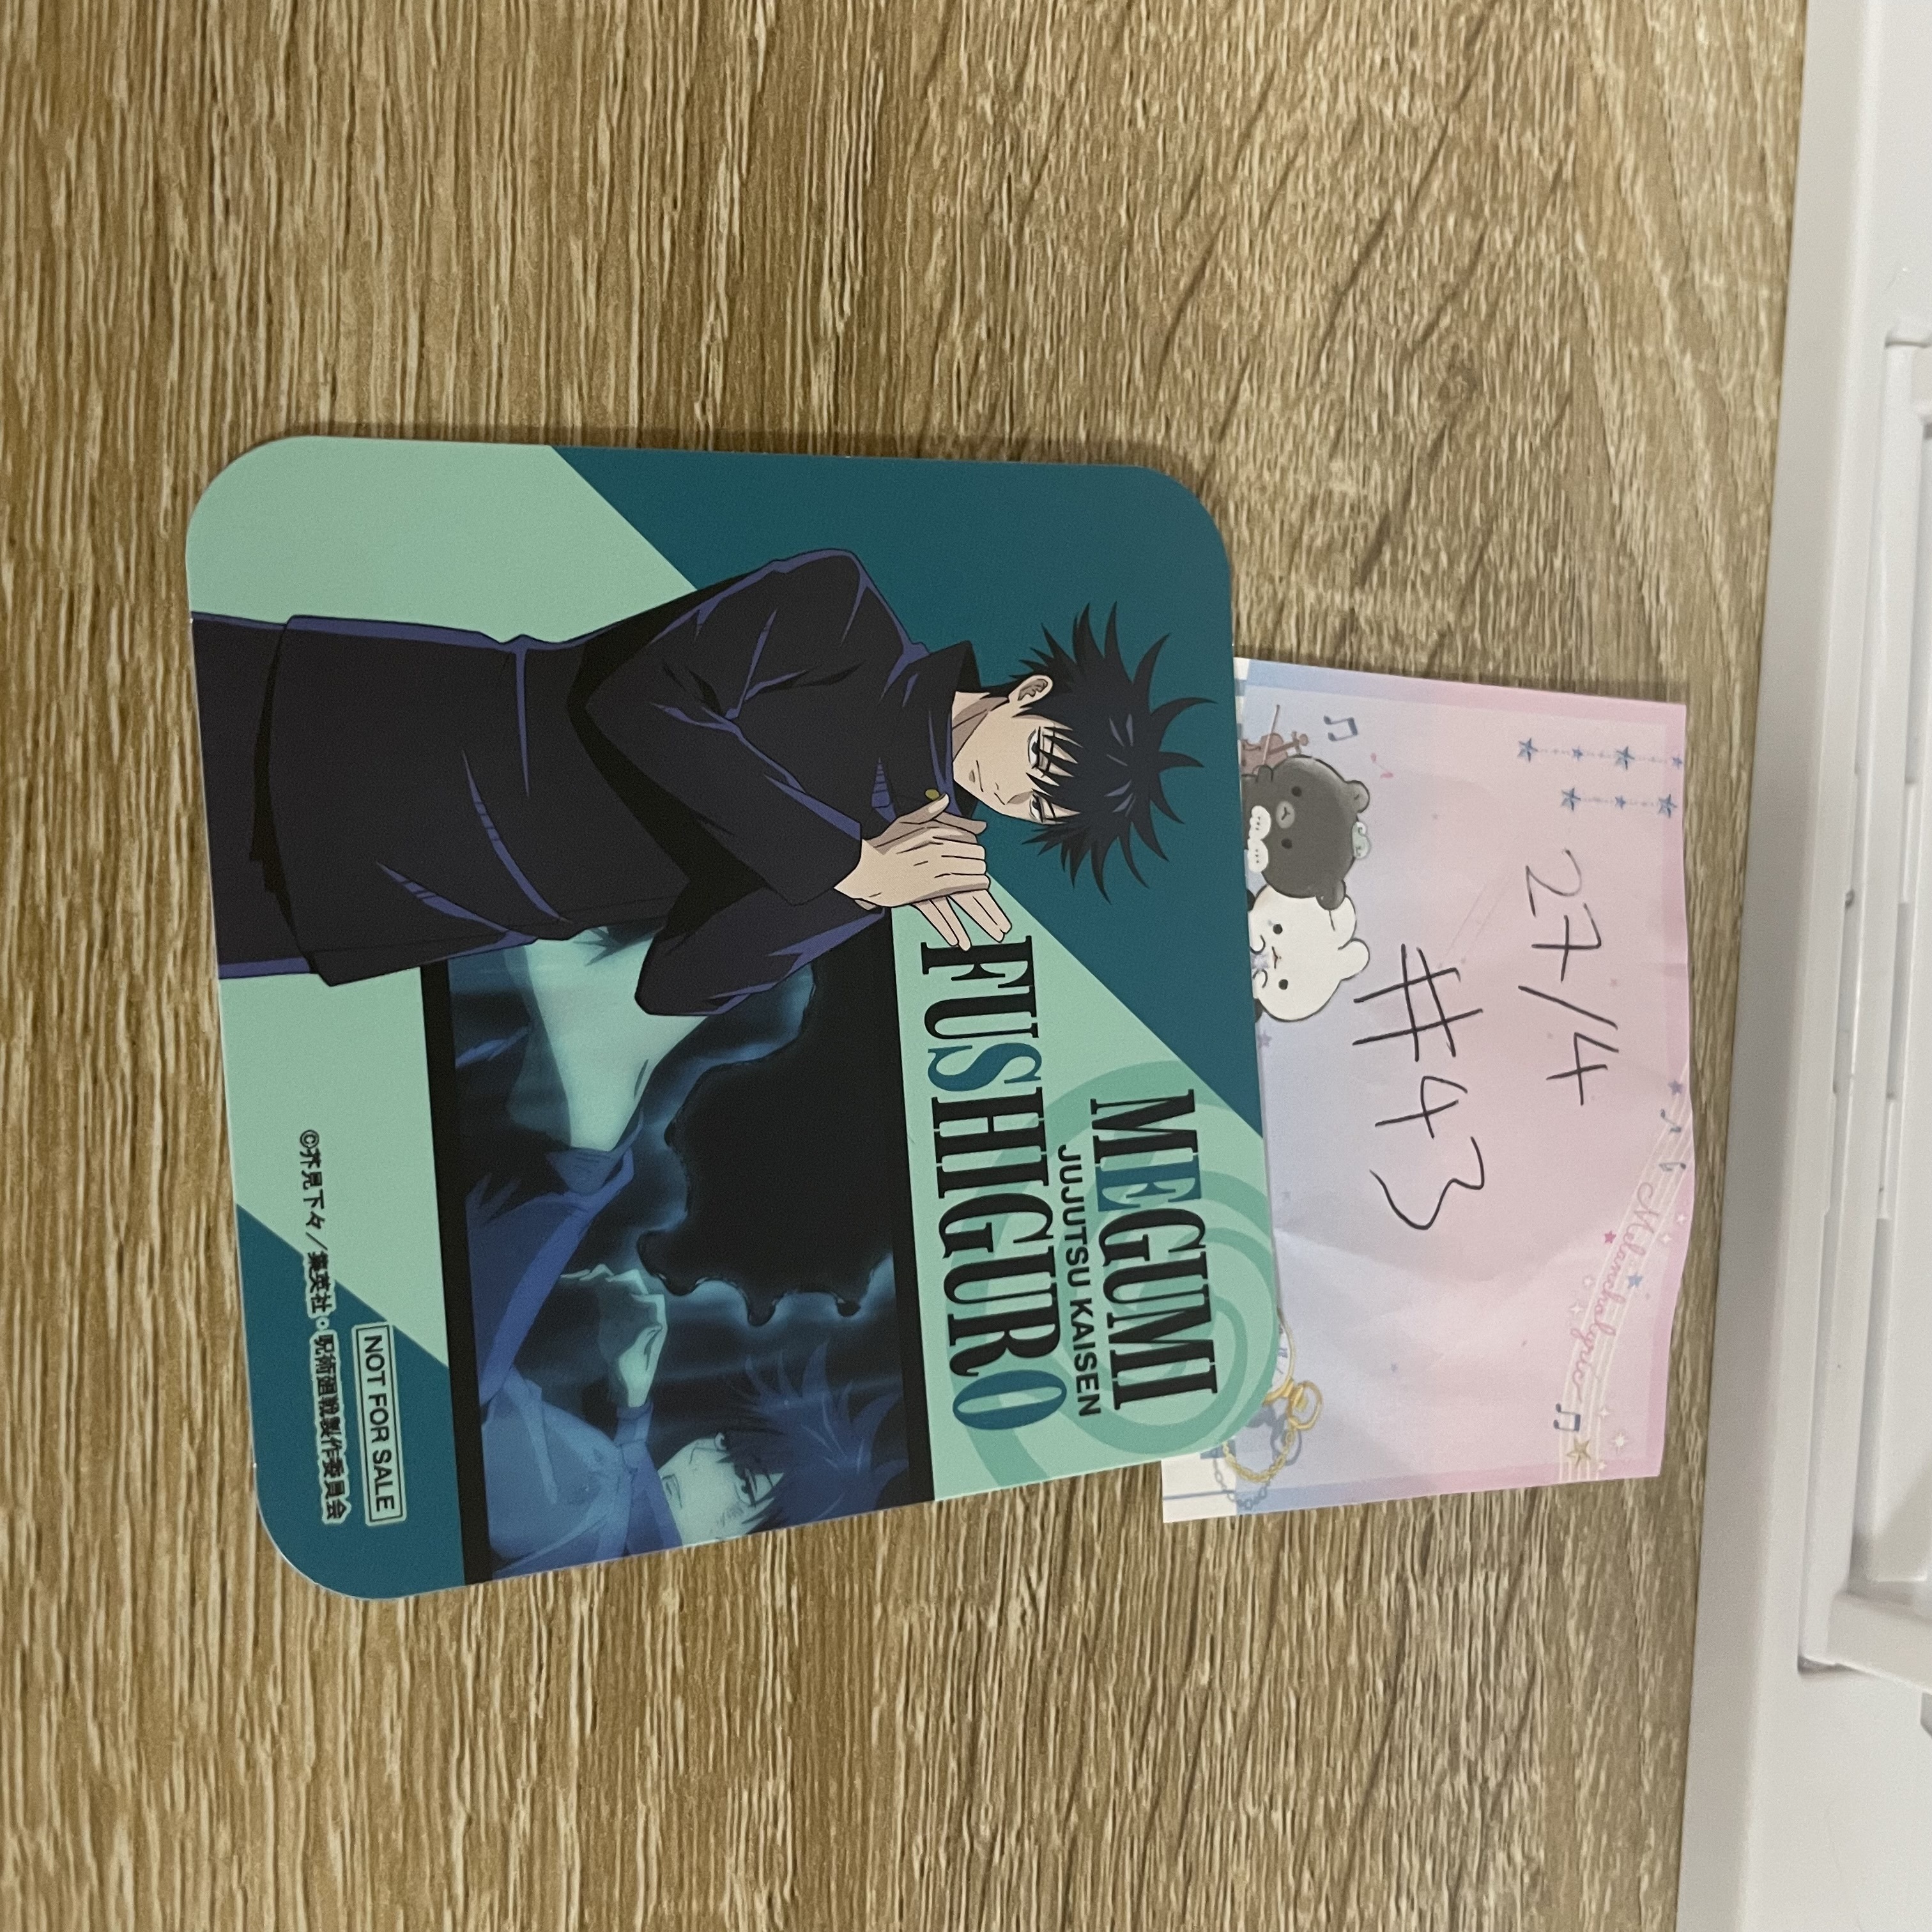 27/4
#43
Melancholyrio
MEGUMI
JUJUTSU KAISEN
FUSHIGURO
NOT FOR SALE
©芥見下々／集英社・呪術廻戦製作委員会